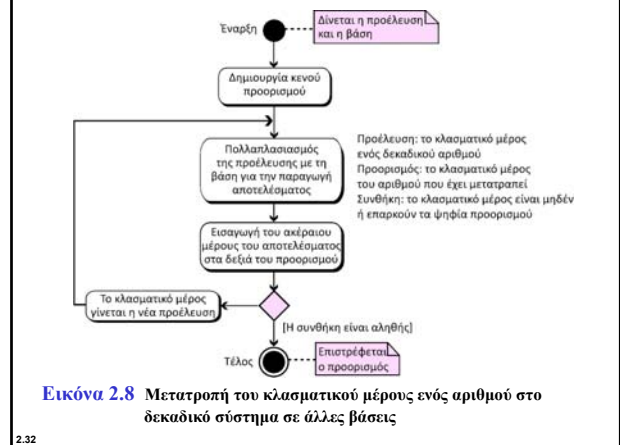 Έναρξη
Δίνεται η προέλευση
και η βάση
Δημιουργία κενού
προορισμού
Πολλαπλασιασμός
της προέλευσης με τη
βάση για την παραγωγή
αποτελέσματος
Προέλευση: το κλασματικό μέρος
ενός δεκαδικού αριθμού
Προορισμός: το κλασματικό μέρος
του αριθμού που έχει μετατραπεί
Συνθήκη: το κλασματικό μέρος είναι μηδέν
ή επαρκούν τα ψηφία προορισμού
Εισαγωγή του ακέραιου
μέρους του αποτελέσματος
στα δεξιά του προορισμού
Το κλασματικό μέρος
γίνεται η νέα προέλευση
[Η συνθήκη είναι αληθής]
Τέλος
Επιστρέφεται
ο προορισμός
Εικόνα 2.8 Μετατροπή του κλασματικού μέρους ενός αριθμού στο
δεκαδικό σύστημα σε άλλες βάσεις
2.32